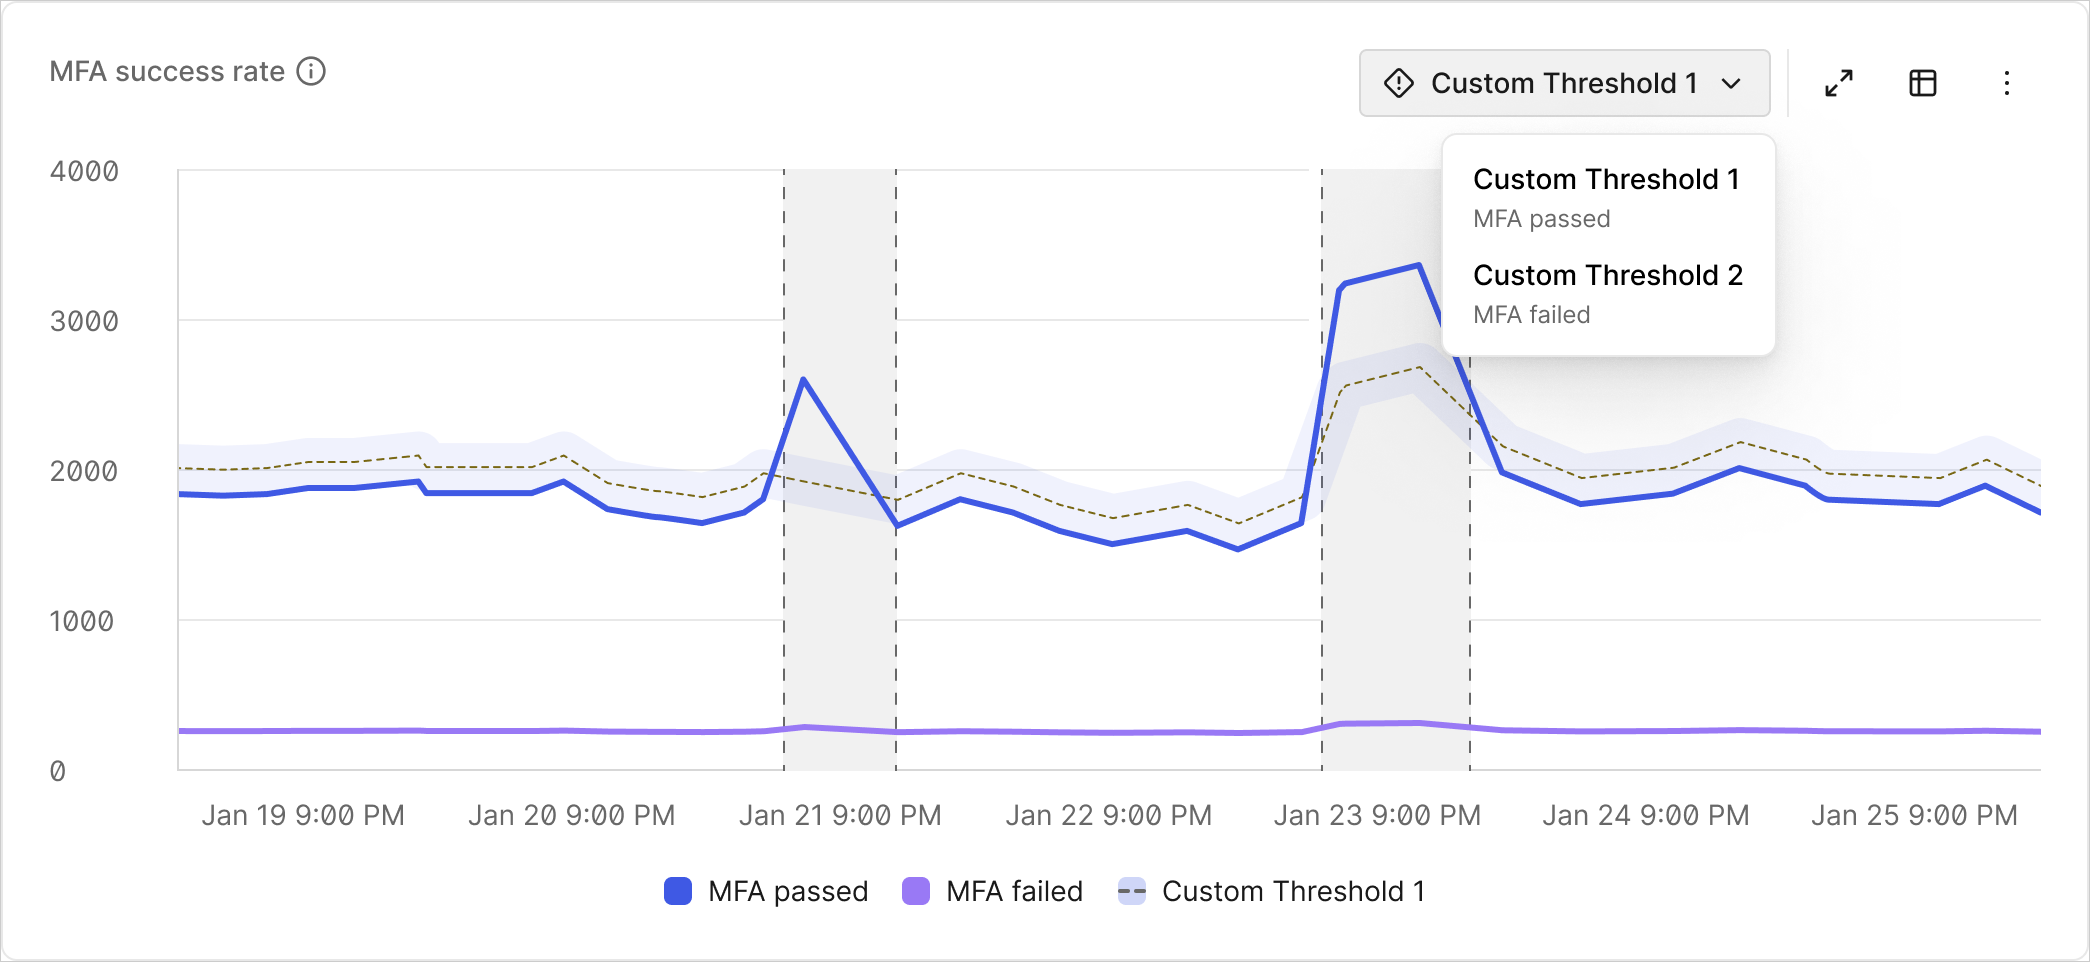 MFA success rate
Custom Threshold 1
Custom Threshold 1
MFA passed
Custom Threshold 2
MFA failed
4000
3000
2000
1000
0
Jan 19 9:00 PM
Jan 20 9:00 PM
Jan 21 9:00 PM
Jan 22 9:00 PM
Jan 23 9:00 PM
Jan 24 9:00 PM
Jan 25 9:00 PM
MFA passed
MFA failed
Custom Threshold 1